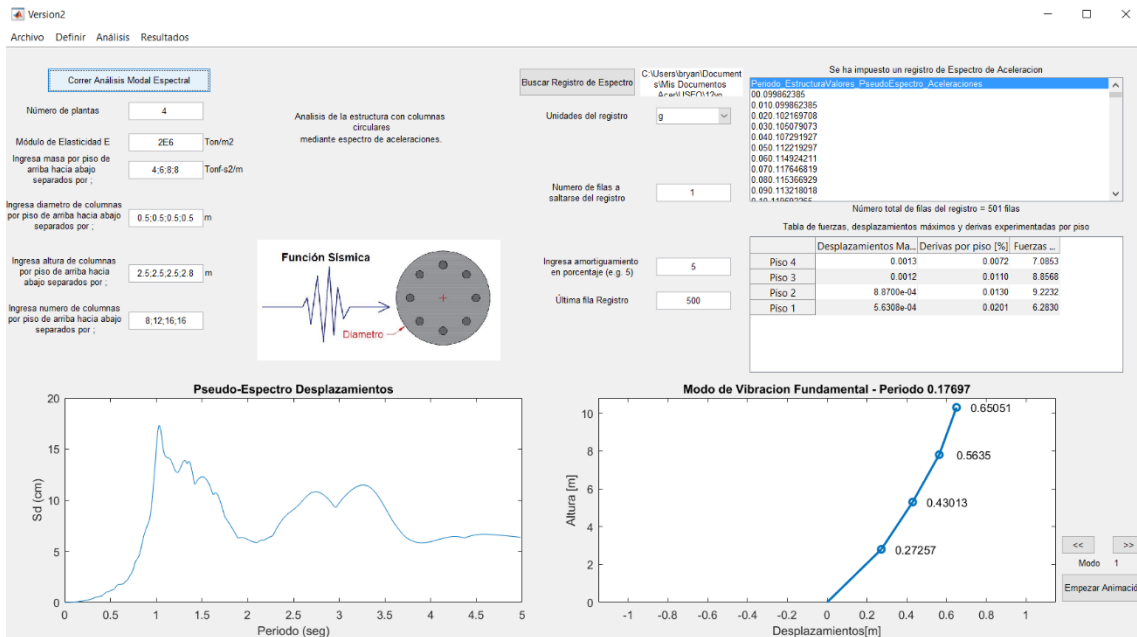 Version2
Archivo Definir Análisis Resultados
Correr Análisis Modal Espectral
Número de plantas
4
Módulo de Elasticidad E
2E6
Ton/m2
Ingresa masa por piso de
arriba hacia abajo
separados por ;
4;6;8;8
Tonf-s2/m
Ingresa diametro de columnas
por piso de arriba hacia abajo
separados por ;
0.5;0.5;0.5;0.5
m
Ingresa altura de columnas
por piso de arriba hacia
abajo separados por ;
2.5;2.5;2.5;2.8
m
Ingresa numero de columnas
por piso de arriba hacia abajo
separados por ;
8;12;16;16
Analisis de la estructura con columnas
circulares
mediante espectro de aceleraciones.
Función Sísmica
Diametro
Buscar Registro de Espectro
C:\Users\bryan\Document
s\Mis Documentos
Unidades del registro
g
Numero de filas a
saltarse del registro
1
Ingresa amortiguamiento
en porcentaje (e.g. 5)
5
Última fila Registro
500
Se ha impuesto un registro de Espectro de Aceleracion
Periodo_EstructuraValores_PseudoEspectro_Aceleraciones
00.099862385
0.010.099862385
0.020.102169708
0.030.105079073
0.040.107291927
0.050.112219297
0.060.114924211
0.070.117646819
0.080.115366929
0.090.113218018
Número total de filas del registro = 501 filas
Tabla de fuerzas, desplazamientos máximos y derivas experimentadas por piso
Desplazamientos Ma... Derivas por piso [%] Fuerzas ...
Piso 4 0.0013 0.0072 7.0853
Piso 3 0.0012 0.0110 8.8568
Piso 2 8.8700e-04 0.0130 9.2232
Piso 1 5.6308e-04 0.0201 6.2830
Pseudo-Espectro Desplazamientos
20
15
10
5
0
Sd (cm)
0 0.5 1 1.5 2 2.5 3 3.5 4 4.5 5
Periodo (seg)
Modo de Vibracion Fundamental - Periodo 0.17697
10
8
6
4
2
0
Altura [m]
0.65051
0.5635
0.43013
0.27257
-1 -0.8 -0.6 -0.4 -0.2 0 0.2 0.4 0.6 0.8 1
Desplazamientos[m]
<< >>
Modo 1
Empezar Animació